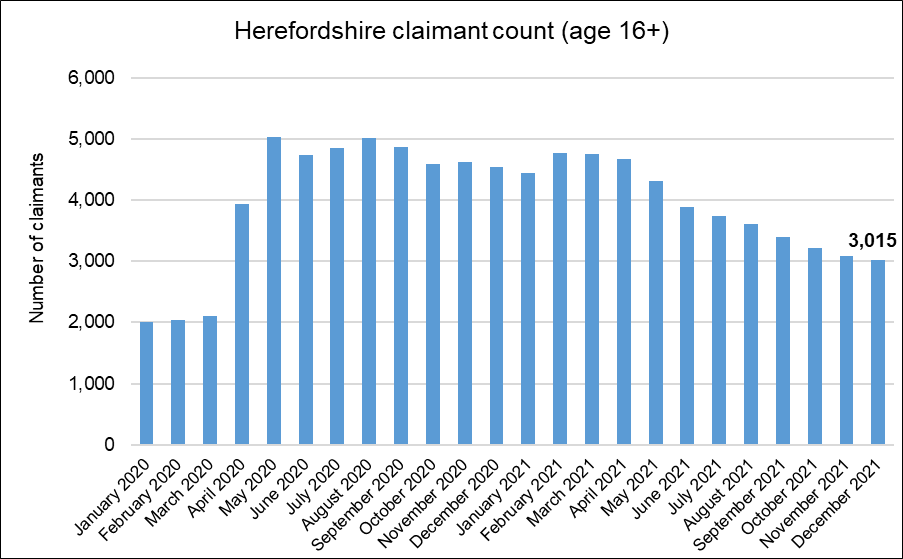 Herefordshire claimant count (age 16+)
6,000
5,000
4,000
3,000
2,000
1,000
0
Number of claimants
3,015
January 2020
February 2020
March 2020
April 2020
May 2020
June 2020
July 2020
August 2020
September 2020
October 2020
November 2020
December 2020
January 2021
February 2021
March 2021
April 2021
May 2021
June 2021
July 2021
August 2021
September 2021
October 2021
November 2021
December 2021